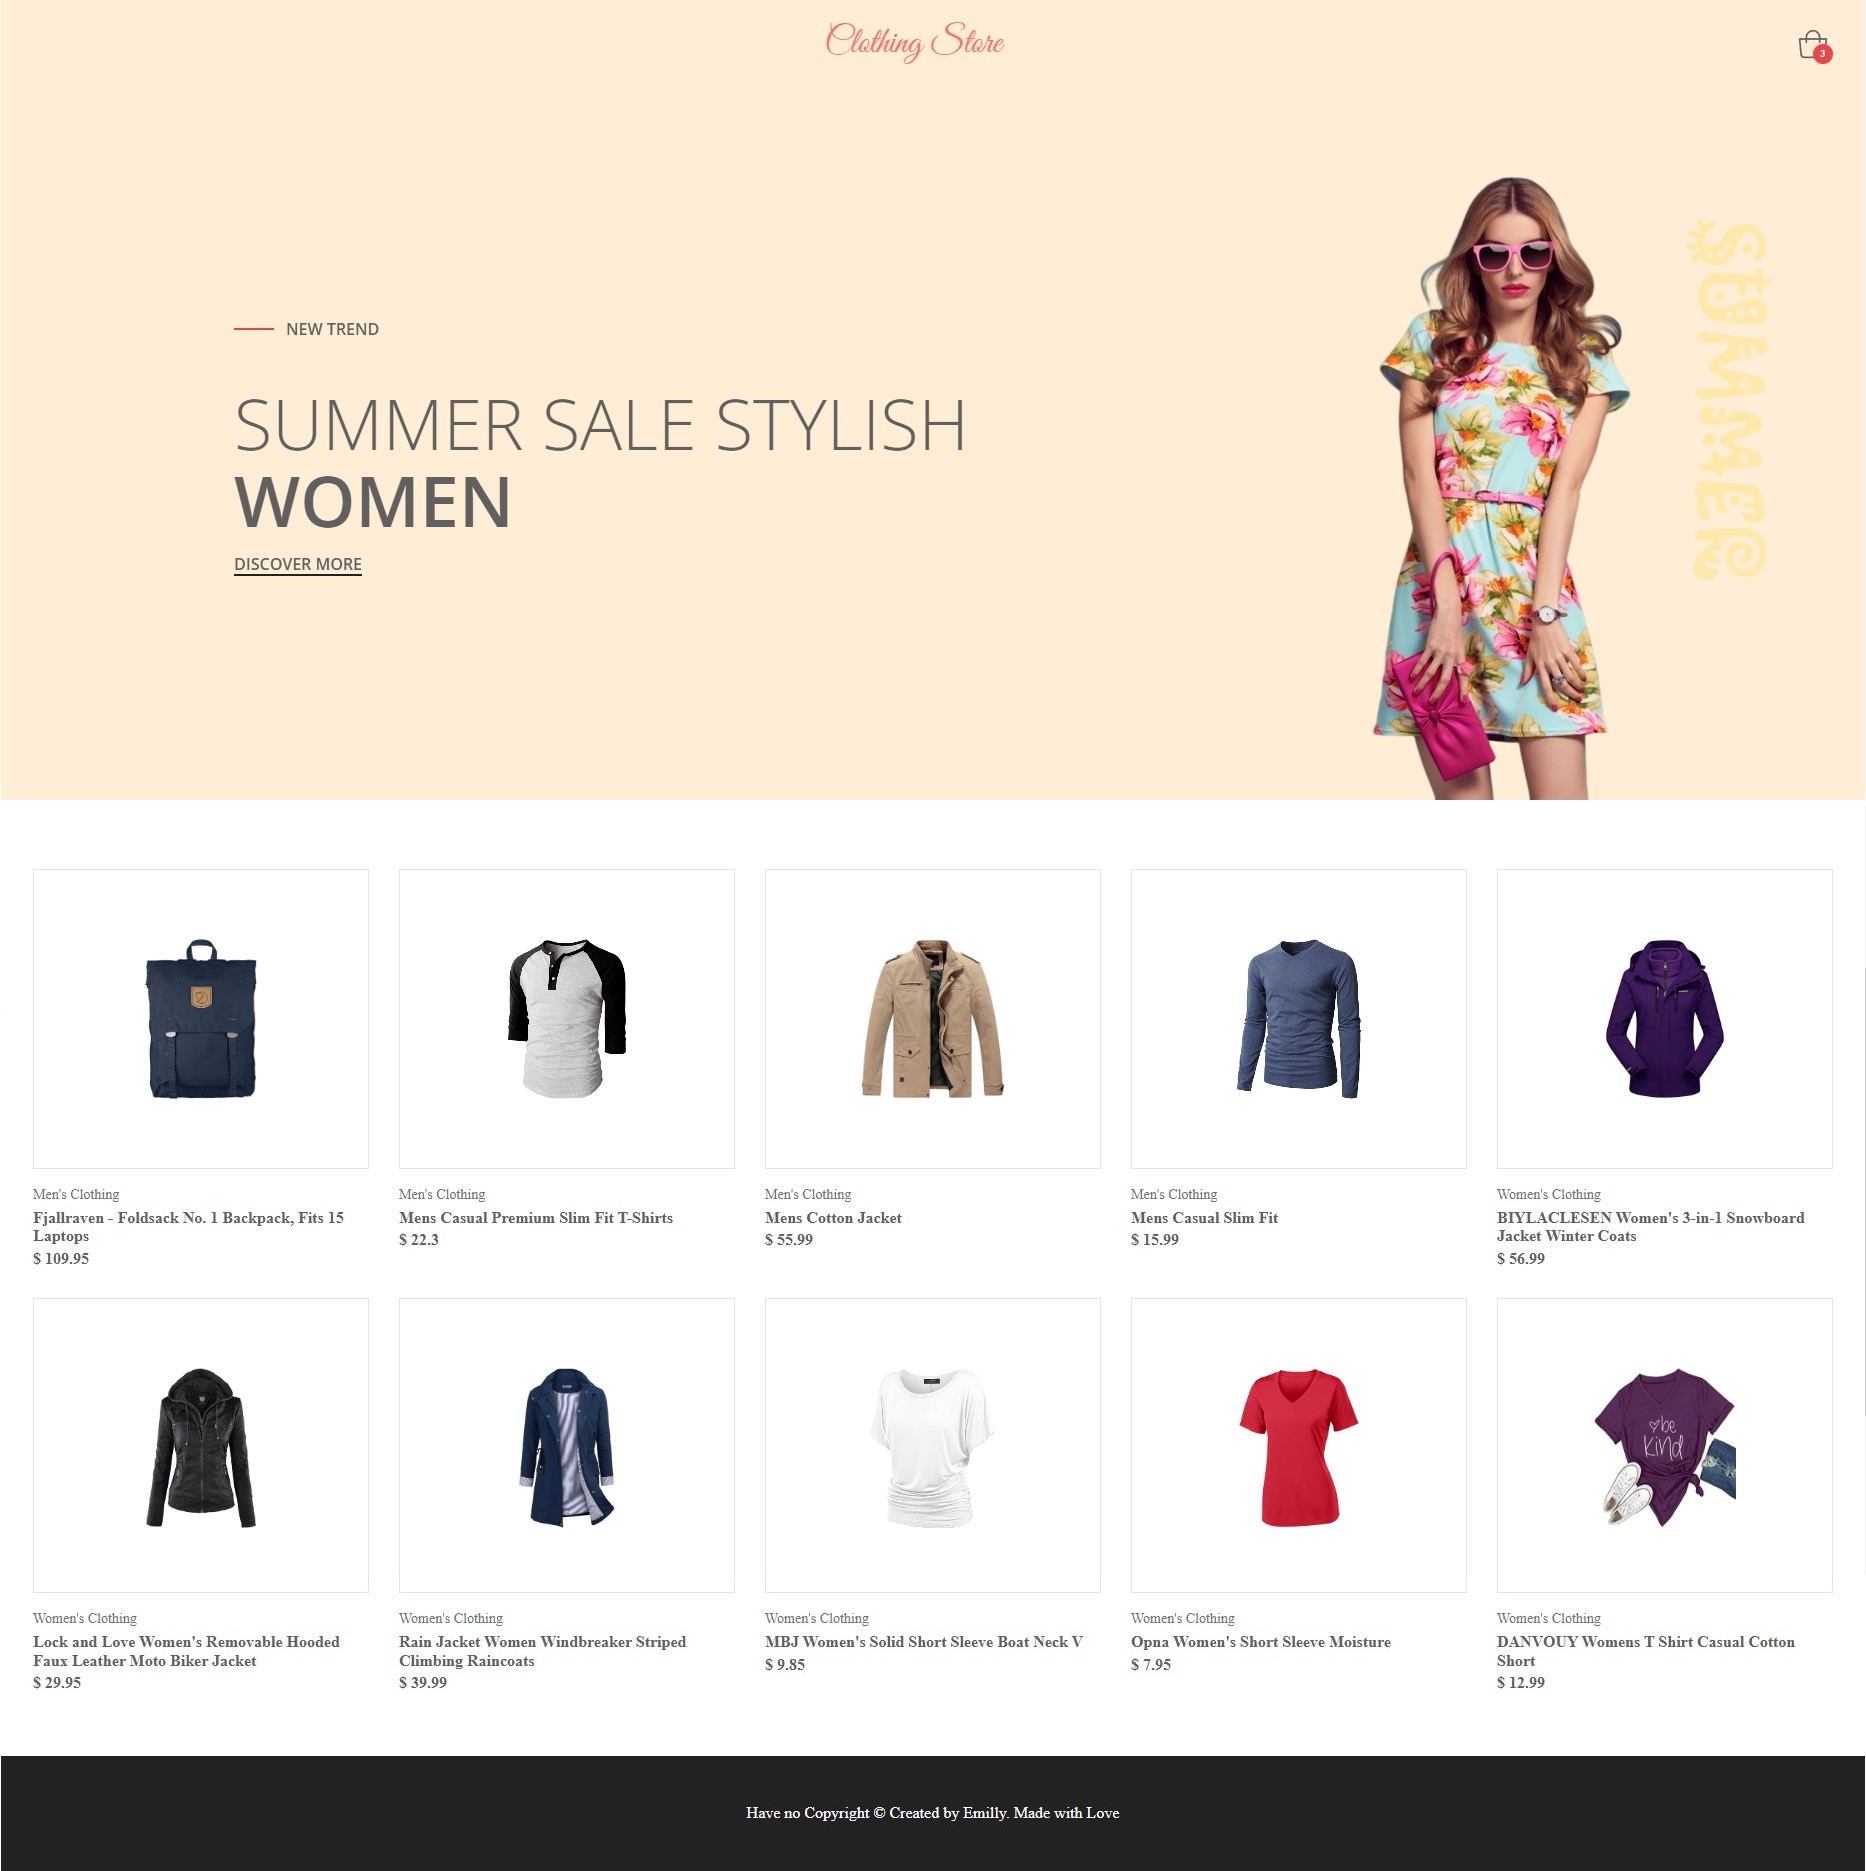 Clothing Store
3
NEW TREND
SUMMER SALE STYLISH
WOMEN
DISCOVER MORE
SUMMER
Men's Clothing
Fjallraven - Foldsack No. 1 Backpack, Fits 15
Laptops
$ 109.95
Men's Clothing
Mens Casual Premium Slim Fit T-Shirts
$ 22.3
Men's Clothing
Mens Cotton Jacket
$ 55.99
Men's Clothing
Mens Casual Slim Fit
$ 15.99
Women's Clothing
BIYLACLESEN Women's 3-in-1 Snowboard
Jacket Winter Coats
$ 56.99
be
kind
Women's Clothing
Lock and Love Women's Removable Hooded
Faux Leather Moto Biker Jacket
$ 29.95
Women's Clothing
Rain Jacket Women Windbreaker Striped
Climbing Raincoats
$ 39.99
Women's Clothing
MBJ Women's Solid Short Sleeve Boat Neck V
$ 9.85
Women's Clothing
Opna Women's Short Sleeve Moisture
$ 7.95
Women's Clothing
DANVOUY Womens T Shirt Casual Cotton
Short
$ 12.99
Have no Copyright © Created by Emilly. Made with Love